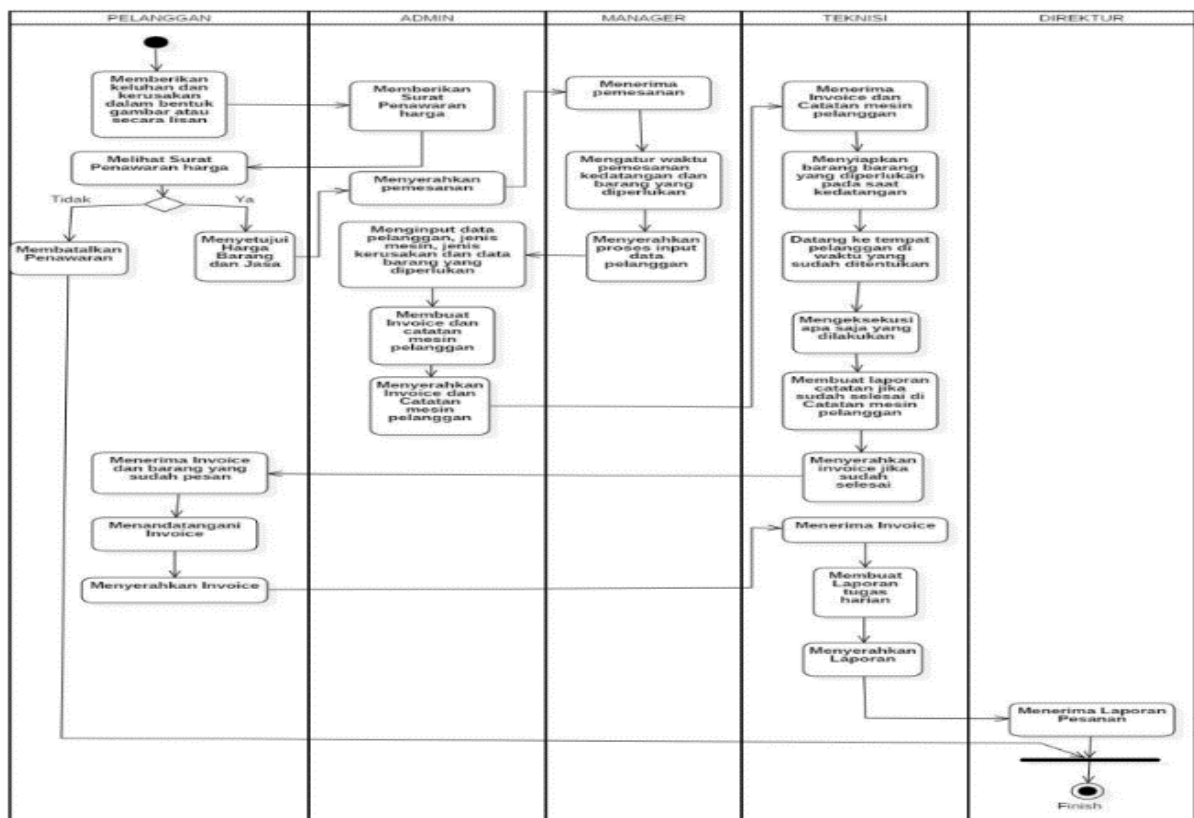 PELANGGAN
ADMIN
MANAGER
TEKNISI
DIREKTUR
Memberikan
keluhan dan
kerusakan
dalam bentuk
gambar atau
secara lisan
Memberikan
Surat
Penawaran
harga
Melihat Surat
Penawaran harga
Tidak
Ya
Membatalkan
Penawaran
Menyetujui
Harga
Barang
dan Jasa
Menyerahkan
pemesanan
Menerima
pemesanan
Mengatur waktu
pemesanan
kedatangan dan
barang yang
diperlukan
Menyerahkan
proses input
data
pelanggan
Menginput data
pelanggan, jenis
mesin, jenis
kerusakan dan data
barang yang
diperlukan
Membuat
Invoice dan
catatan
mesin
pelanggan
Menyerahkan
Invoice dan
Catatan
mesin
pelanggan
Menerima
Invoice dan
Catatan mesin
pelanggan
Menyiapkan
barang barang
yang diperlukan
pada saat
kedatangan
Datang ke tempat
pelanggan di
waktu yang
sudah ditentukan
Mengeksekusi
apa saja yang
dilakukan
Membuat laporan
catatan jika
sudah selesai di
Catatan mesin
pelanggan
Menyerahkan
invoice jika
sudah
selesai
Menerima Invoice
dan barang yang
sudah pesan
Menandatangani
Invoice
Menyerahkan Invoice
Menerima Invoice
Membuat
Laporan
tugas
harian
Menyerahkan
Laporan
Menerima Laporan
Pesanan
Finish